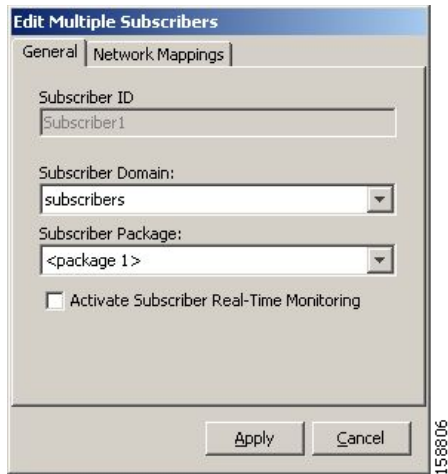 Edit Multiple Subscribers
General Network Mappings
Subscriber ID
Subscriber1
Subscriber Domain:
subscribers
Subscriber Package:
<package 1>
Activate Subscriber Real-Time Monitoring
Apply Cancel
158806